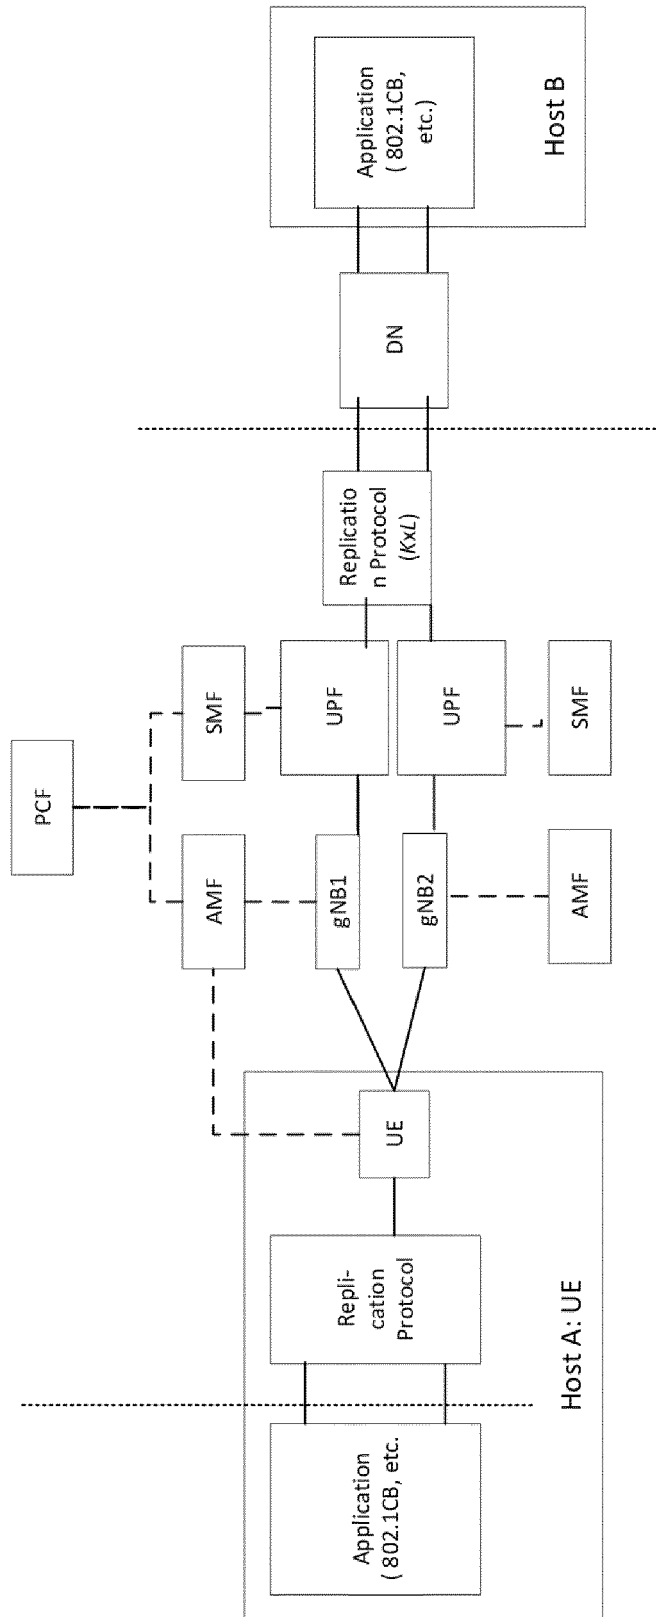 PCF
AMF
SMF
Application
( 802.1CB, etc.
Repli-
cation
Protocol
UE
Host A: UE
gNB1
gNB2
UPF
UPF
AMF
SMF
Replicatio
n Protocol
(KxL)
DN
Application
( 802.1CB,
etc.)
Host B